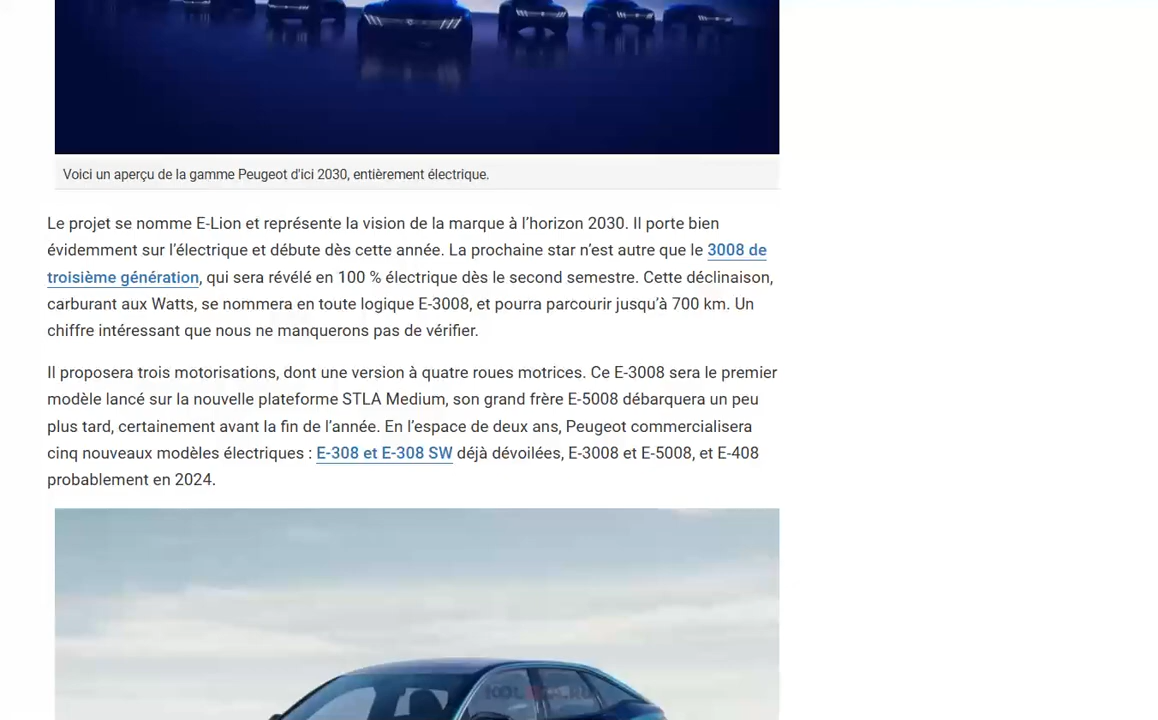 Voici un aperçu de la gamme Peugeot d'ici 2030, entièrement électrique.
Le projet se nomme E-Lion et représente la vision de la marque à l’horizon 2030. Il porte bien
évidemment sur l’électrique et débute dès cette année. La prochaine star n’est autre que le 3008 de
troisième génération, qui sera révélé en 100 % électrique dès le second semestre. Cette déclinaison,
carburant aux Watts, se nommera en toute logique E-3008, et pourra parcourir jusqu’à 700 km. Un
chiffre intéressant que nous ne manquerons pas de vérifier.
Il proposera trois motorisations, dont une version à quatre roues motrices. Ce E-3008 sera le premier
modèle lancé sur la nouvelle plateforme STLA Medium, son grand frère E-5008 débarquera un peu
plus tard, certainement avant la fin de l’année. En l’espace de deux ans, Peugeot commercialisera
cinq nouveaux modèles électriques : E-308 et E-308 SW déjà dévoilées, E-3008 et E-5008, et E-408
probablement en 2024.